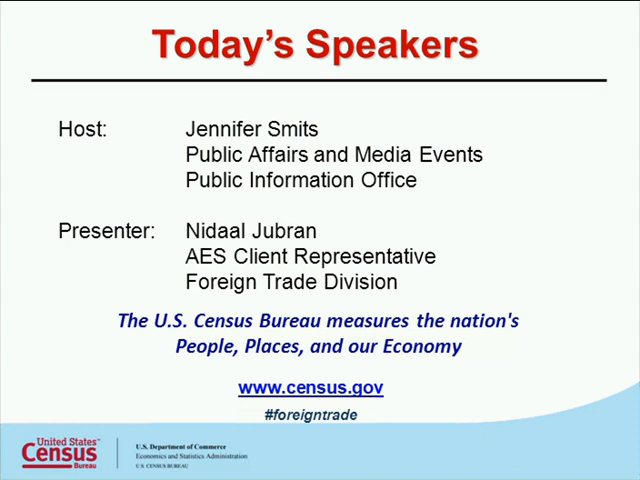 Today's Speakers
Host: Jennifer Smits
Public Affairs and Media Events
Public Information Office
Presenter: Nidaal Jubran
AES Client Representative
Foreign Trade Division
The U.S. Census Bureau measures the nation's
People, Places, and our Economy
www.census.gov
#foreigntrade
United States™
Census
Bureau
U.S. Department of Commerce
Economics and Statistics Administration
U.S. CENSUS BUREAU